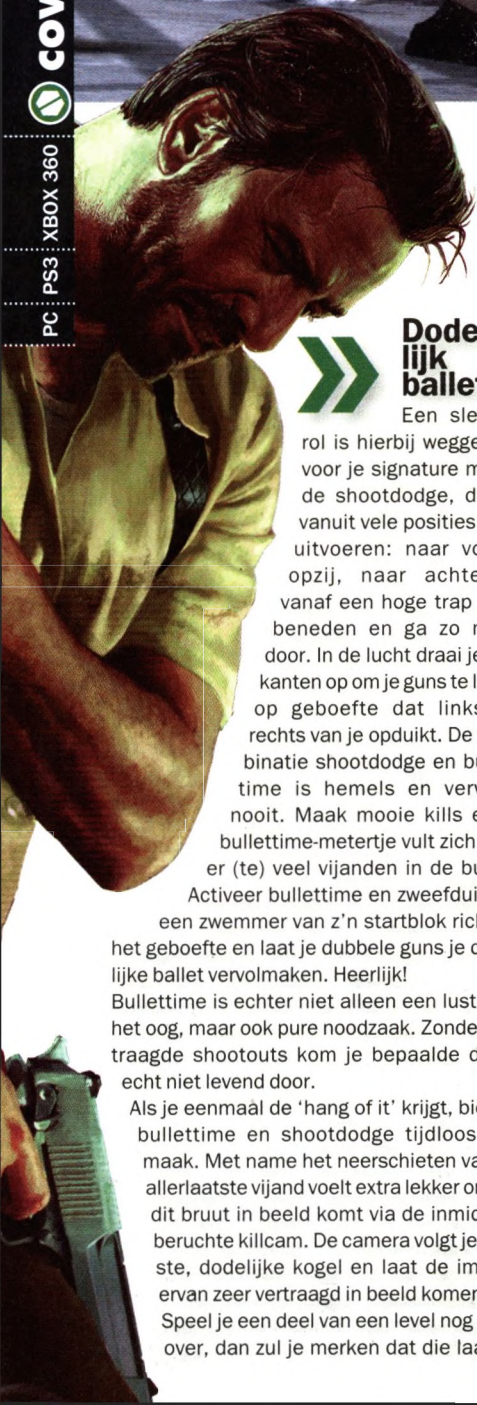 COV
PC PS3 XBOX 360
Dode
lijk
ballet
Een sle
rol is hierbij wegge
voor je signature m
de shootdodge, d
vanuit vele posities
uitvoeren: naar vo
opzij, naar achte
vanaf een hoge trap
beneden en ga zo m
door. In de lucht draai je
kanten op om je guns te l
op geboefte dat links
rechts van je opduikt. De
binatie shootdodge en bu
time is hemels en verv
nooit. Maak mooie kills e
bullettime-metertje vult zich
er (te) veel vijanden in de bu
Activeer bullettime en zweefdui
een zwemmer van z'n startblok rich
het geboefte en laat je dubbele guns je d
lijke ballet vervolmaken. Heerlijk!
Bullettime is echter niet alleen een lust
het oog, maar ook pure noodzaak. Zonde
traagde shootouts kom je bepaalde d
echt niet levend door.
Als je eenmaal de ‘hang of it’ krijgt, bie
bullettime en shootdodge tijdloos
maak. Met name het neerschieten va
allerlaatste vijand voelt extra lekker om
dit bruut in beeld komt via de inmid
beruchte killcam. De camera volgt je
ste, dodelijke kogel en laat de im
ervan zeer vertraagd in beeld komen
Speel je een deel van een level nog
over, dan zul je merken dat die laa